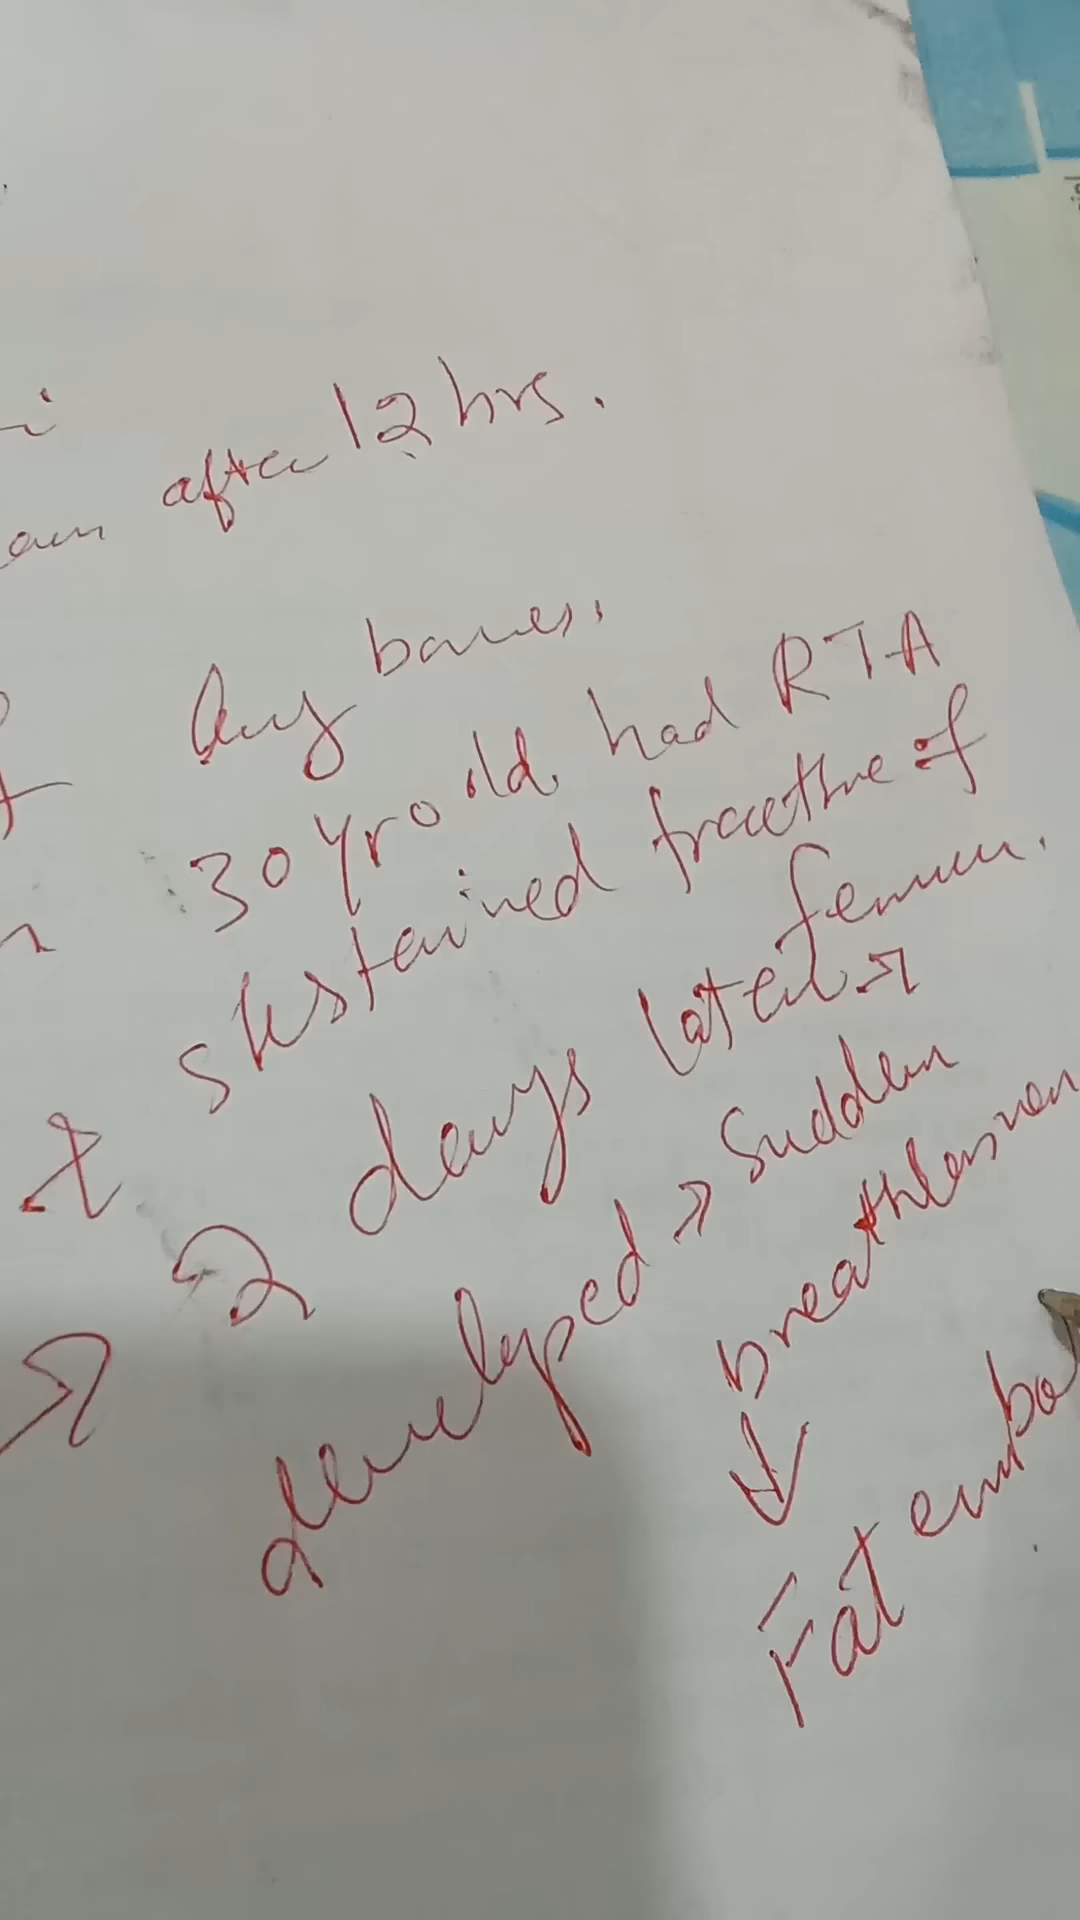 after 12 hrs.
long bones.
30 yr old had RTA
sustained fracture of
femur.
2 days later →
developed → sudden
breathlessness
↓
Fat embo